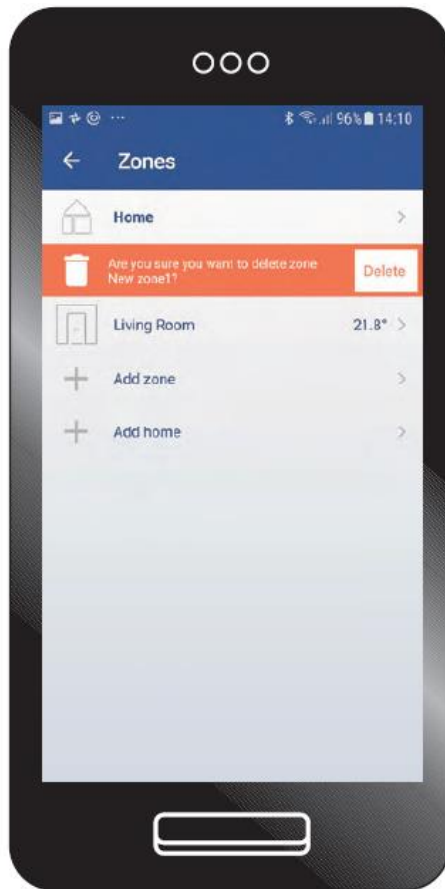 96% 14:10
Zones
Home
Are you sure you want to delete zone
New zone1?
Delete
Living Room 21.8°
Add zone
Add home